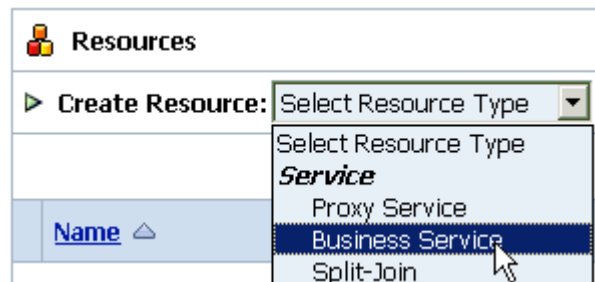 Resources
Create Resource: Select Resource Type
Select Resource Type
Service
Proxy Service
Name
Business Service
Split-Join